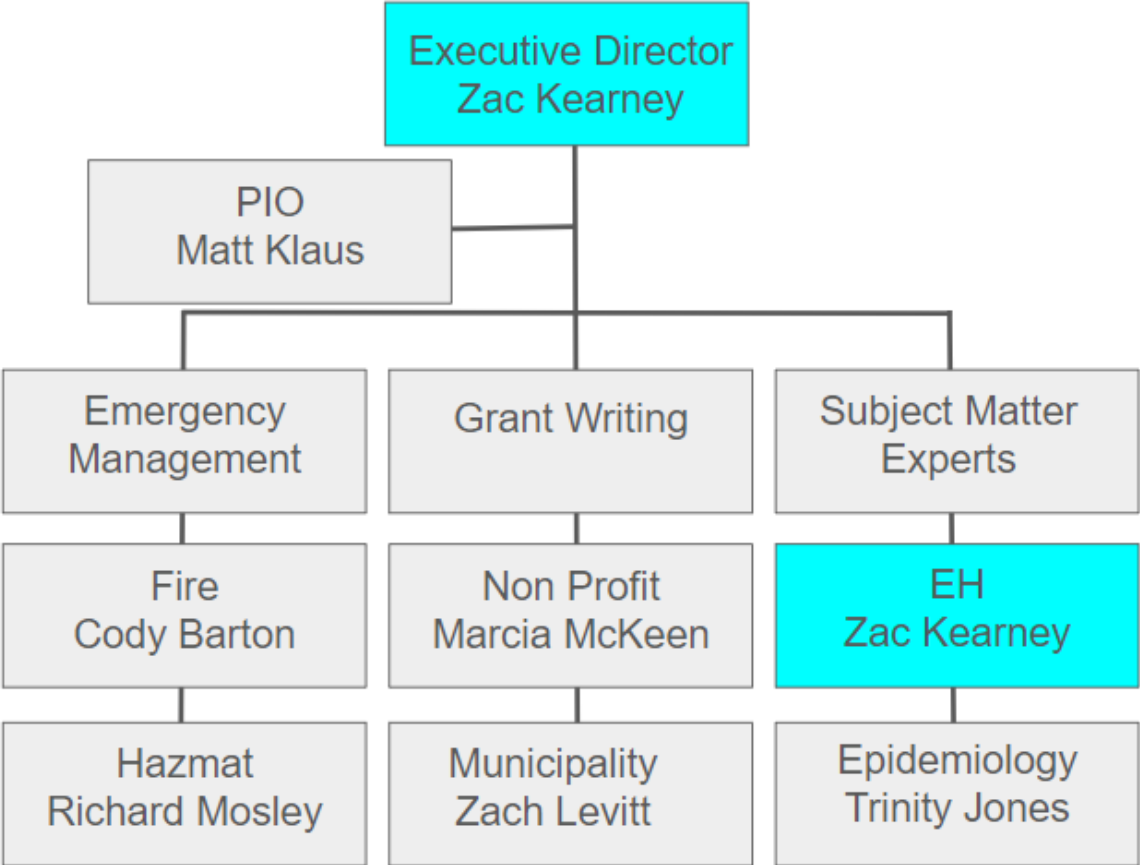 Executive Director
Zac Kearney
PIO
Matt Klaus
Emergency
Management
Grant Writing
Subject Matter
Experts
Fire
Cody Barton
Non Profit
Marcia McKeen
EH
Zac Kearney
Hazmat
Richard Mosley
Municipality
Zach Levitt
Epidemiology
Trinity Jones